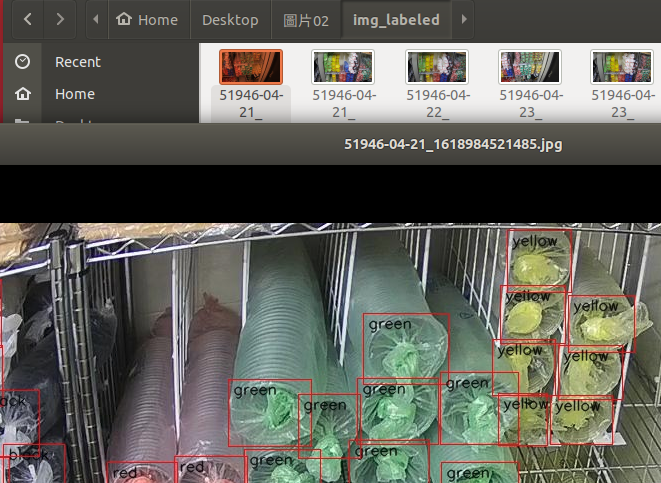 Home Desktop 圖片02 img_labeled
Recent
Home
51946-04-21_
51946-04-21_
51946-04-22_
51946-04-23_
51946-04-23_
51946-04-21_1618984521485.jpg
yellow
yellow
yellow
green
yellow
yellow
green
green
green
green
yellow
yellow
black
green
green
green
red
red